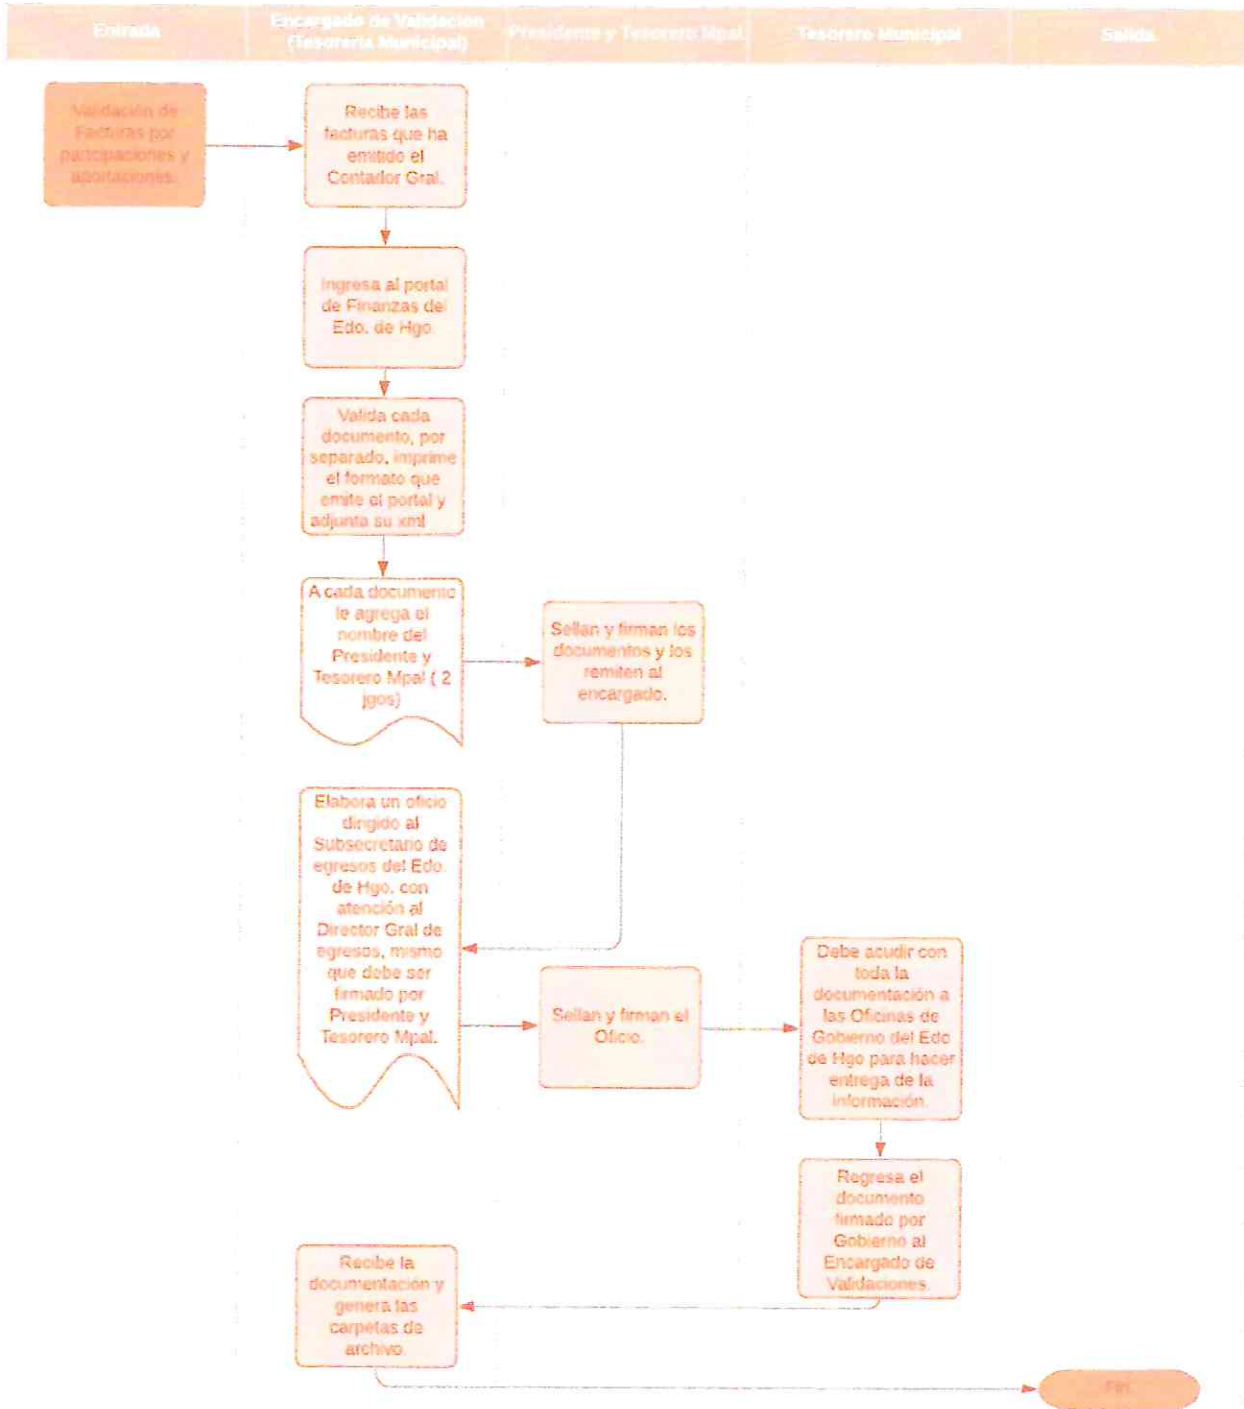 Entrada
Encargado de Validación
(Tesorería Municipal)
Presidente y Tesorero Mpal.
Tesorero Municipal
Salida
Validación de
Facturas por
participaciones y
aportaciones.
Recibe las
facturas que ha
emitido el
Contador Gral.
Ingresa al portal
de Finanzas del
Edo. de Hgo.
Valida cada
documento, por
separado, imprime
el formato que
emite el portal y
adjunta su xml
A cada documento
le agrega el
nombre del
Presidente y
Tesorero Mpal ( 2
jgos)
Sellan y firman los
documentos y los
remiten al
encargado.
Elabora un oficio
dirigido al
Subsecretario de
egresos del Edo.
de Hgo. con
atención al
Director Gral de
egresos, mismo
que debe ser
firmado por
Presidente y
Tesorero Mpal.
Sellan y firman el
Oficio.
Debe acudir con
toda la
documentación a
las Oficinas de
Gobierno del Edo
de Hgo para hacer
entrega de la
información.
Regresa el
documento
firmado por
Gobierno al
Encargado de
Validaciones.
Recibe la
documentación y
genera las
carpetas de
archivo.
Fin